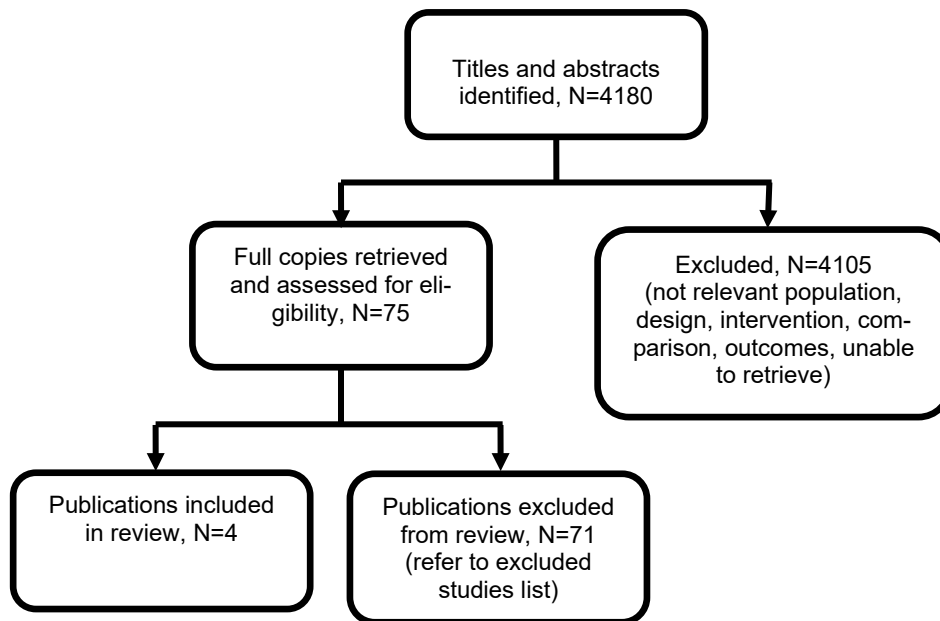 Titles and abstracts
identified, N=4180
Full copies retrieved
and assessed for eli-
gibility, N=75
Excluded, N=4105
(not relevant population,
design, intervention, com-
parison, outcomes, unable
to retrieve)
Publications included
in review, N=4
Publications excluded
from review, N=71
(refer to excluded
studies list)